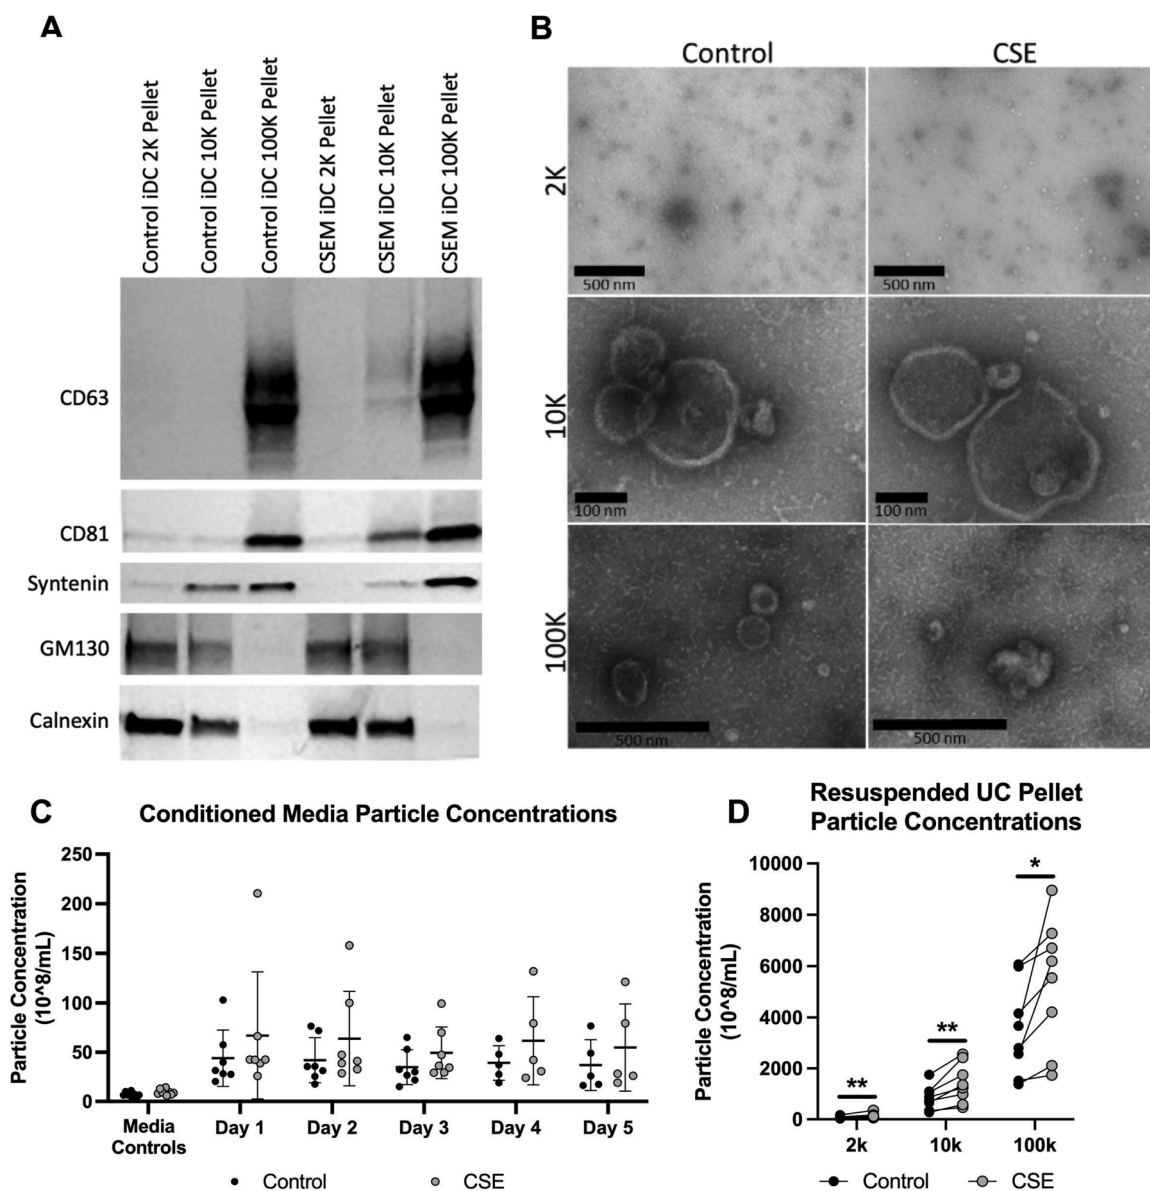 A
Control iDC 2K Pellet
Control iDC 10K Pellet
Control iDC 100K Pellet
CSEM iDC 2K Pellet
CSEM iDC 10K Pellet
CSEM iDC 100K Pellet
CD63
CD81
Syntenin
GM130
Calnexin
B
Control
CSE
2K
500 nm
500 nm
10K
100 nm
100 nm
100K
500 nm
500 nm
C
Conditioned Media Particle Concentrations
Particle Concentration
(10^8/mL)
250
200
150
100
50
0
Media
Controls
Day 1
Day 2
Day 3
Day 4
Day 5
Control
CSE
D
Resuspended UC Pellet
Particle Concentrations
Particle Concentration
(10^8/mL)
10000
8000
6000
4000
2000
0
**
**
*
2k
10k
100k
Control
CSE